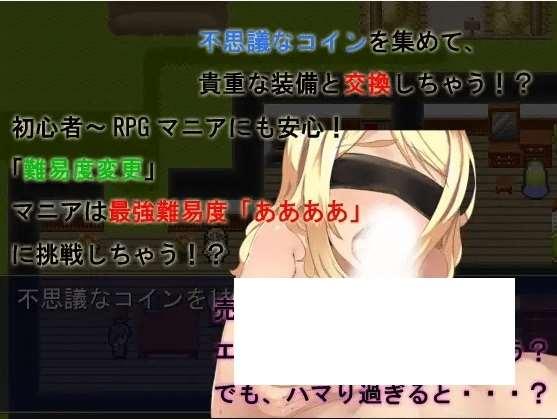 不思議なコインを集めて、
貴重な装備と交換しちゃう！？
初心者～RPGマニアにも安心！
「難易度変更」
マニアは最強難易度「ああああ」
に挑戦しちゃう！？
不思議なコインを
売
エ
う？
でも、ハマり過ぎると・・・？